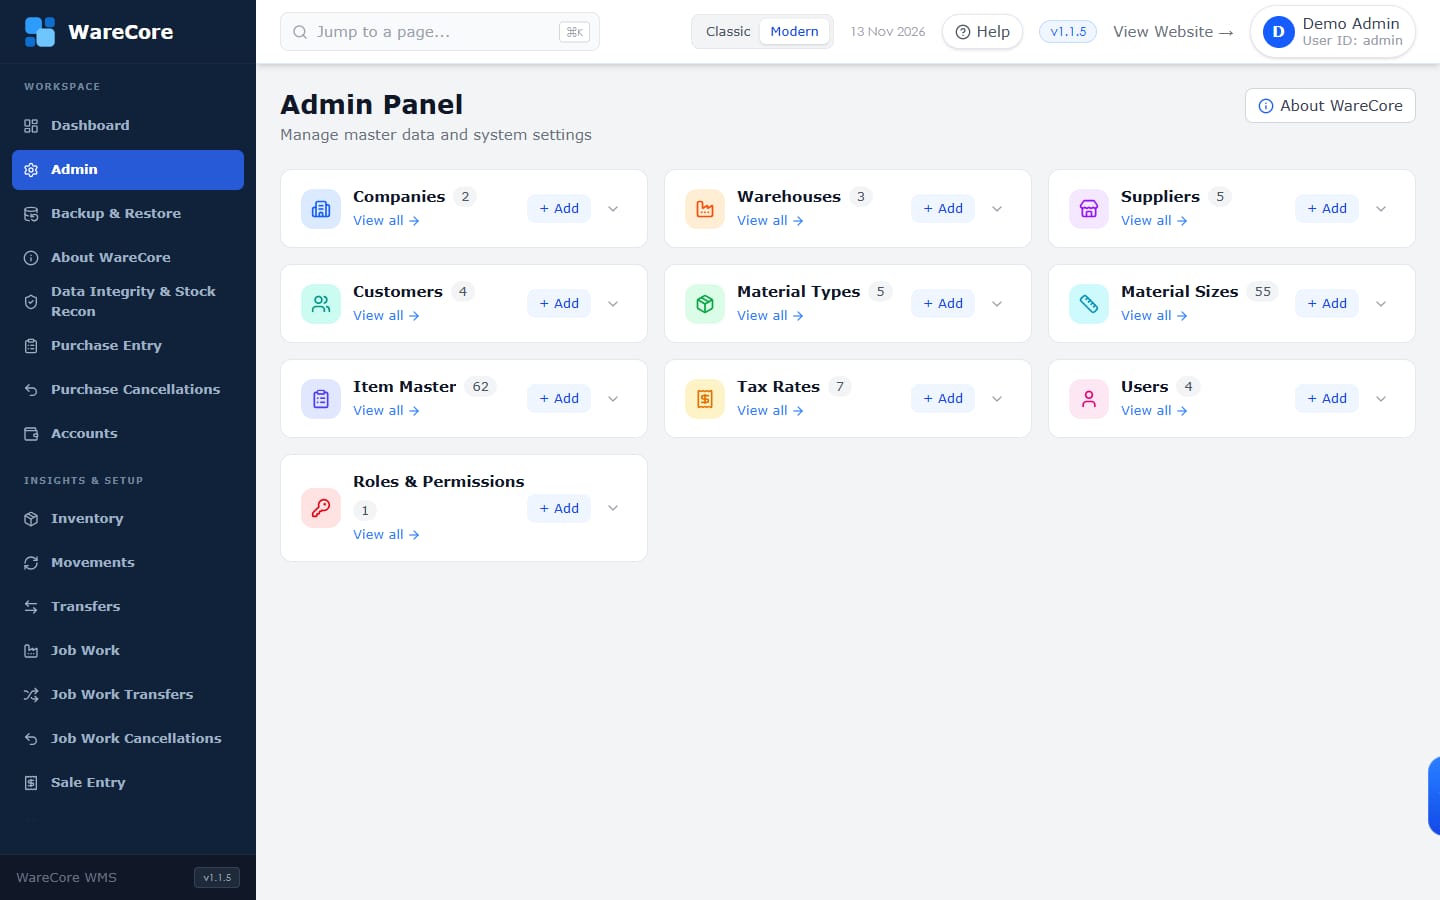 WareCore
WORKSPACE
Dashboard
Admin
Backup & Restore
About WareCore
Data Integrity & Stock
Recon
Purchase Entry
Purchase Cancellations
Accounts
INSIGHTS & SETUP
Inventory
Movements
Transfers
Job Work
Job Work Transfers
Job Work Cancellations
Sale Entry
WareCore WMS v1.1.5
Jump to a page... ⌘K
Classic Modern 13 Nov 2026 Help v1.1.5 View Website → D Demo Admin
User ID: admin
Admin Panel
Manage master data and system settings
About WareCore
Companies 2
View all →
+ Add
Warehouses 3
View all →
+ Add
Suppliers 5
View all →
+ Add
Customers 4
View all →
+ Add
Material Types 5
View all →
+ Add
Material Sizes 55
View all →
+ Add
Item Master 62
View all →
+ Add
Tax Rates 7
View all →
+ Add
Users 4
View all →
+ Add
Roles & Permissions
1
View all →
+ Add